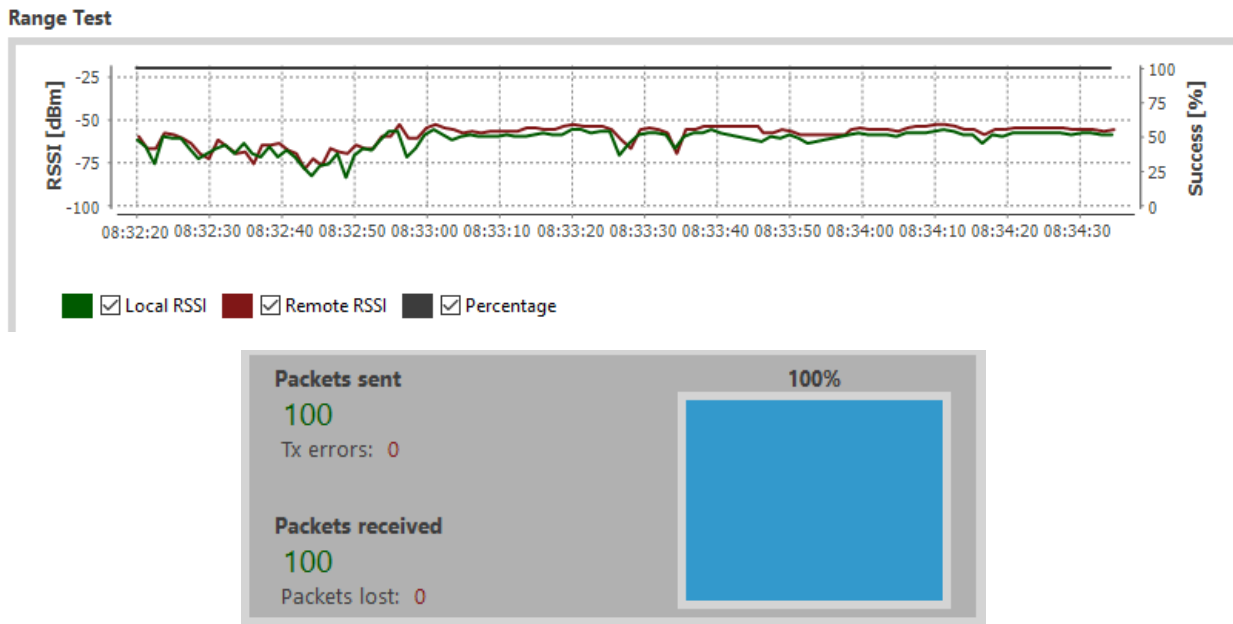 Range Test
RSSI [dBm]
-25
-50
-75
-100
100
75
50
25
0
Success [%]
08:32:20 08:32:30 08:32:40 08:32:50 08:33:00 08:33:10 08:33:20 08:33:30 08:33:40 08:33:50 08:34:00 08:34:10 08:34:20 08:34:30
Local RSSI Remote RSSI Percentage
Packets sent
100
Tx errors: 0
Packets received
100
Packets lost: 0
100%